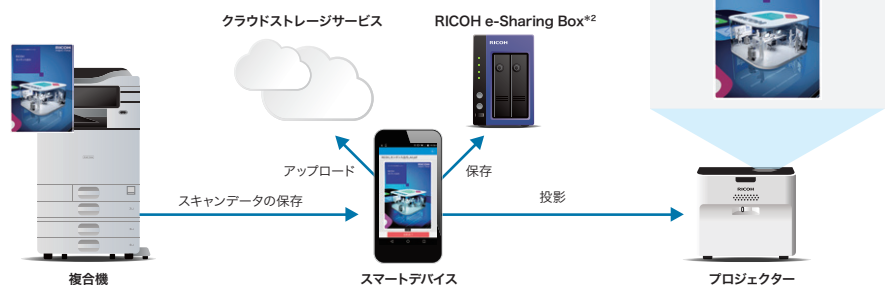 クラウドストレージサービス
RICOH e-Sharing Box*2
RICOH
アップロード
保存
スキャンデータの保存
投影
RICOH
複合機
スマートデバイス
プロジェクター